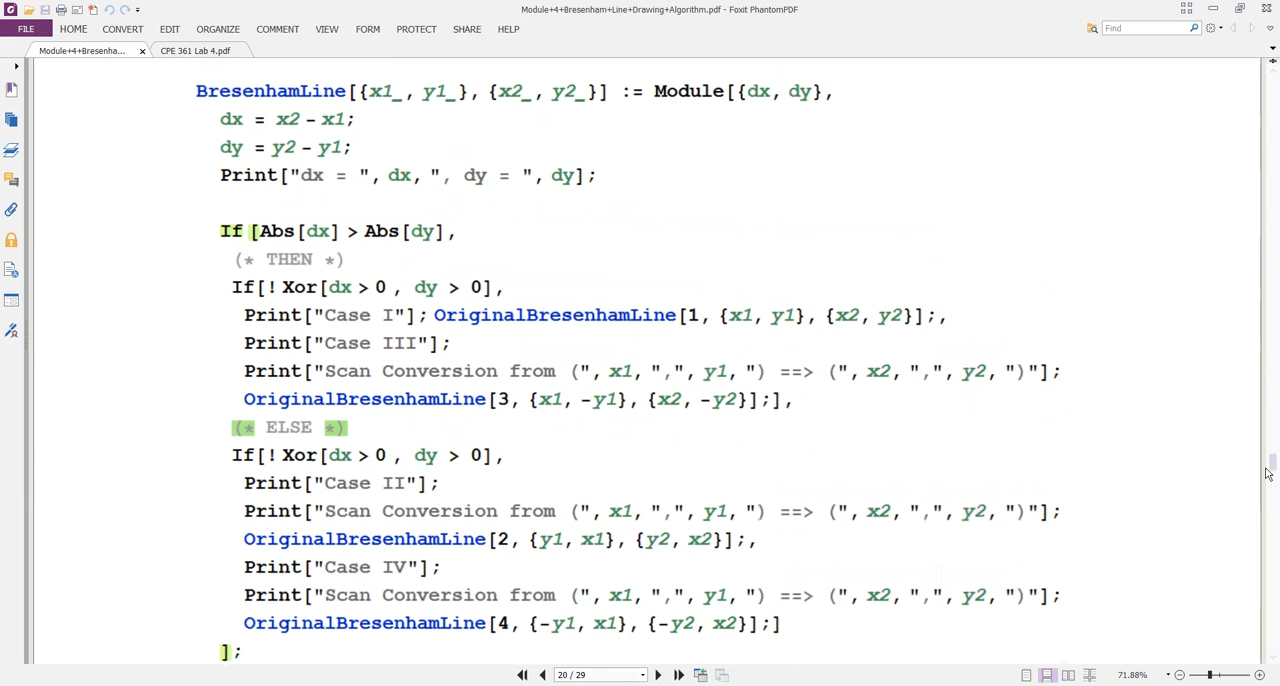 Module+4+Bresenham+Line+Drawing+Algorithm.pdf - Foxit PhantomPDF
FILE HOME CONVERT EDIT ORGANIZE COMMENT VIEW FORM PROTECT SHARE HELP Find
Module+4+Bresenha... × CPE 361 Lab 4.pdf
BresenhamLine[{x1_, y1_}, {x2_, y2_}] := Module[{dx, dy},
dx = x2 - x1;
dy = y2 - y1;
Print["dx = ", dx, ", dy = ", dy];
If [Abs[dx] > Abs[dy],
(* THEN *)
If[! Xor[dx > 0 , dy > 0],
Print["Case I"]; OriginalBresenhamLine[1, {x1, y1}, {x2, y2}];,
Print["Case III"];
Print["Scan Conversion from (", x1, ",", y1, ") ==> (", x2, ",", y2, ")"];
OriginalBresenhamLine[3, {x1, -y1}, {x2, -y2}];],
(* ELSE *)
If[! Xor[dx > 0 , dy > 0],
Print["Case II"];
Print["Scan Conversion from (", x1, ",", y1, ") ==> (", x2, ",", y2, ")"];
OriginalBresenhamLine[2, {y1, x1}, {y2, x2}];,
Print["Case IV"];
Print["Scan Conversion from (", x1, ",", y1, ") ==> (", x2, ",", y2, ")"];
OriginalBresenhamLine[4, {-y1, x1}, {-y2, x2}];]
];
20 / 29 71.88%